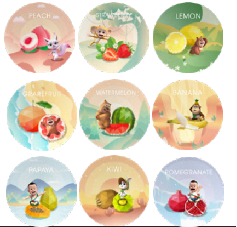 PEACH
LEMON
GRAPEFRUIT
WATERMELON
BANANA
PAPAYA
KIWI
POMEGRANATE